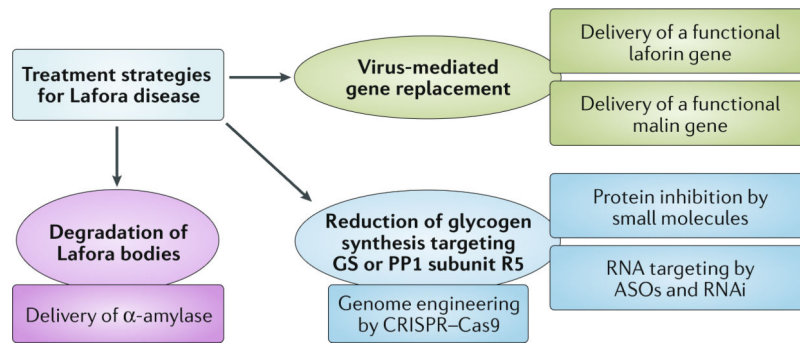 Treatment strategies
for Lafora disease
Virus-mediated
gene replacement
Delivery of a functional
laforin gene
Delivery of a functional
malin gene
Degradation of
Lafora bodies
Delivery of α-amylase
Reduction of glycogen
synthesis targeting
GS or PP1 subunit R5
Genome engineering
by CRISPR–Cas9
Protein inhibition by
small molecules
RNA targeting by
ASOs and RNAi